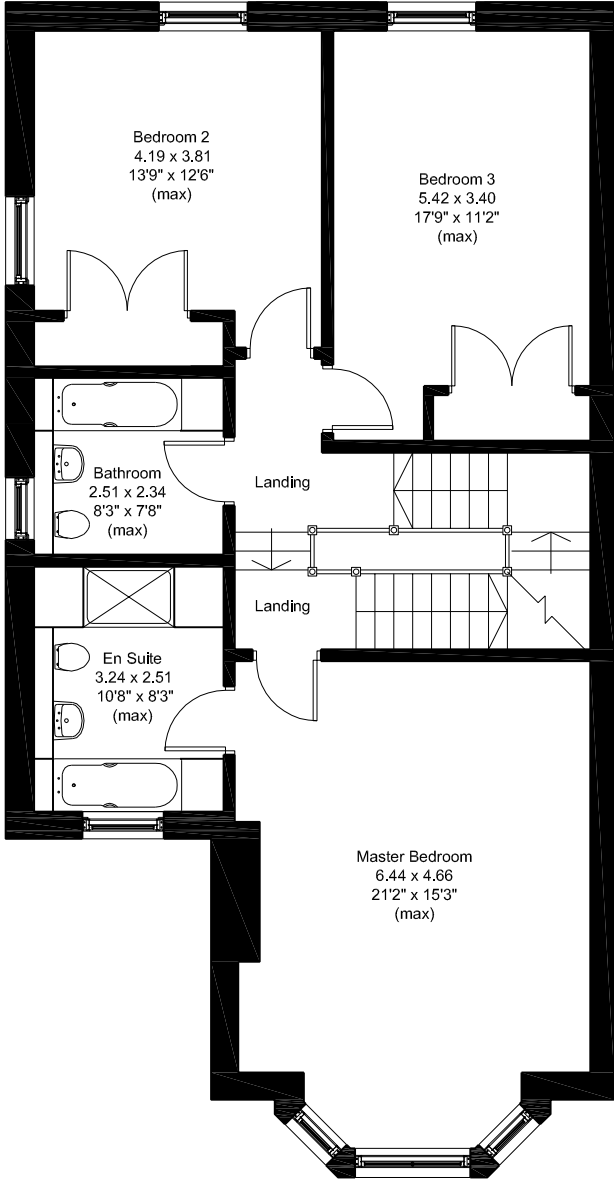 Bedroom 2
4.19 x 3.81
13'9" x 12'6"
(max)
Bedroom 3
5.42 x 3.40
17'9" x 11'2"
(max)
Bathroom
2.51 x 2.34
8'3" x 7'8"
(max)
Landing
Landing
En Suite
3.24 x 2.51
10'8" x 8'3"
(max)
Master Bedroom
6.44 x 4.66
21'2" x 15'3"
(max)